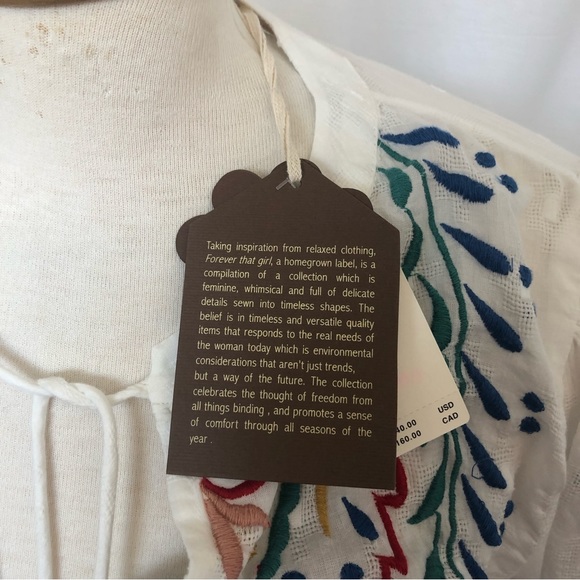 Taking inspiration from relaxed clothing,
Forever that girl, a homegrown label, is a
compilation of a collection which is
feminine, whimsical and full of delicate
details sewn into timeless shapes. The
belief is in timeless and versatile quality
items that responds to the real needs of
the woman today which is environmental
considerations that aren't just trends,
but a way of the future. The collection
celebrates the thought of freedom from
all things binding , and promotes a sense
of comfort through all seasons of the
year .
USD
160.00 CAD